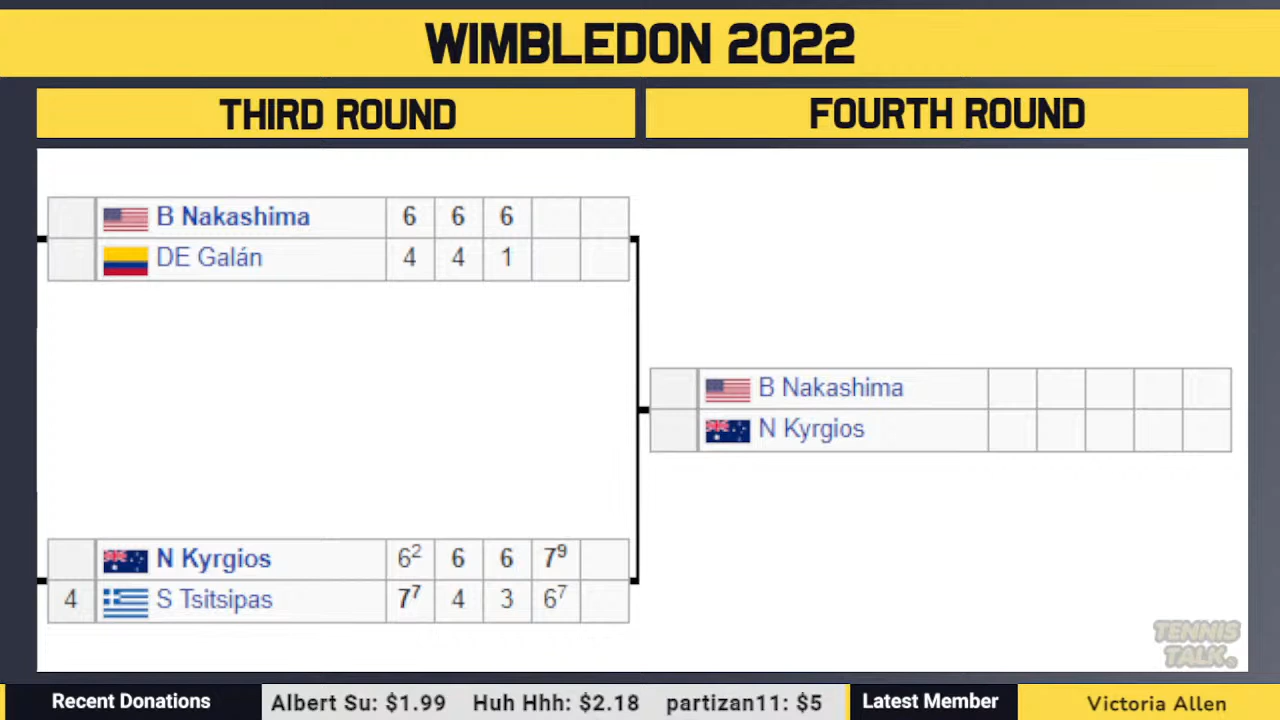 WIMBLEDON 2022
THIRD ROUND
FOURTH ROUND
B Nakashima 6 6 6
DE Galán 4 4 1
B Nakashima
N Kyrgios
N Kyrgios 6² 6 6 7⁹
4 S Tsitsipas 7⁷ 4 3 6⁷
TENNIS
TALK
Recent Donations Albert Su: $1.99 Huh Hhh: $2.18 partizan11: $5 Latest Member Victoria Allen